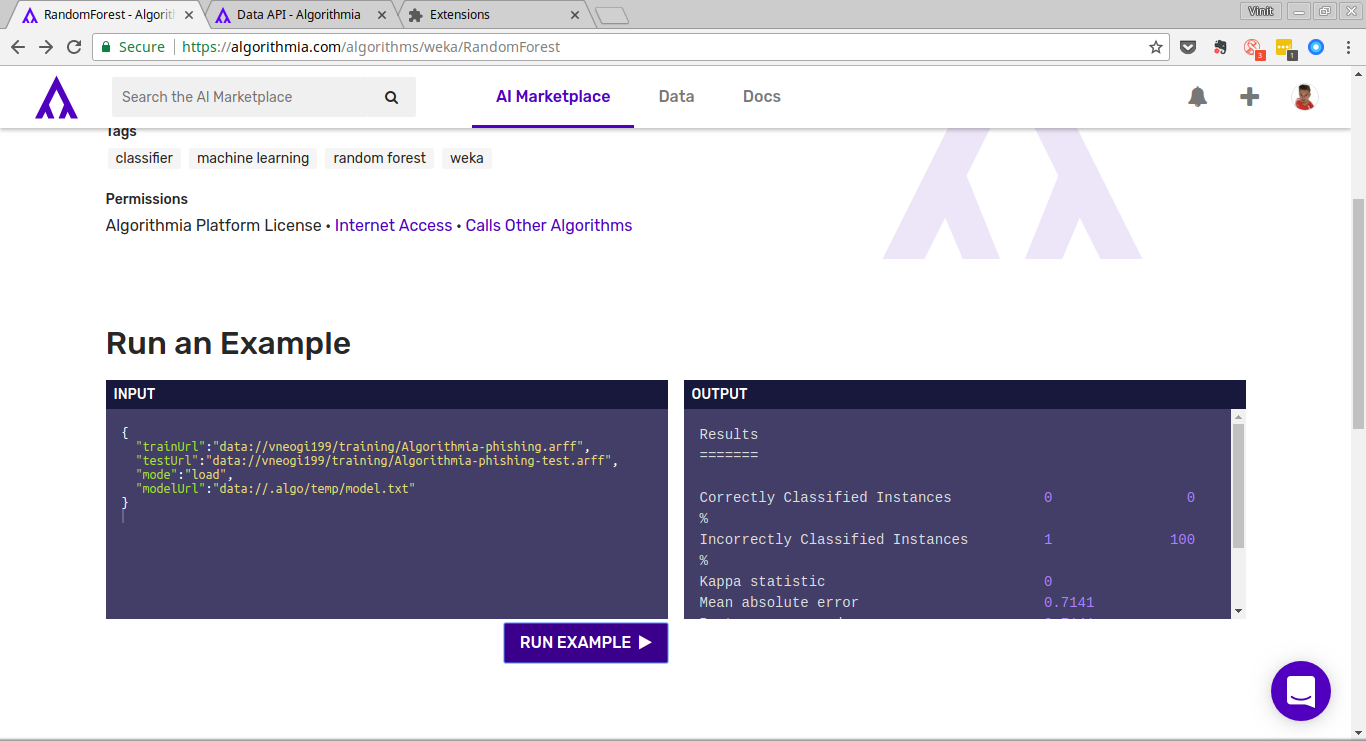 RandomForest - Algorith
Data API - Algorithmia
Extensions
Vinit
Secure
https://algorithmia.com/algorithms/weka/RandomForest
3
1
Search the AI Marketplace
AI Marketplace
Data
Docs
Tags
classifier
machine learning
random forest
weka
Permissions
Algorithmia Platform License • Internet Access • Calls Other Algorithms
Run an Example
INPUT
{
"trainUrl":"data://vneogi199/training/Algorithmia-phishing.arff",
"testUrl":"data://vneogi199/training/Algorithmia-phishing-test.arff",
"mode":"load",
"modelUrl":"data://.algo/temp/model.txt"
}
RUN EXAMPLE
OUTPUT
Results
=======
Correctly Classified Instances 0 0
%
Incorrectly Classified Instances 1 100
%
Kappa statistic 0
Mean absolute error 0.7141